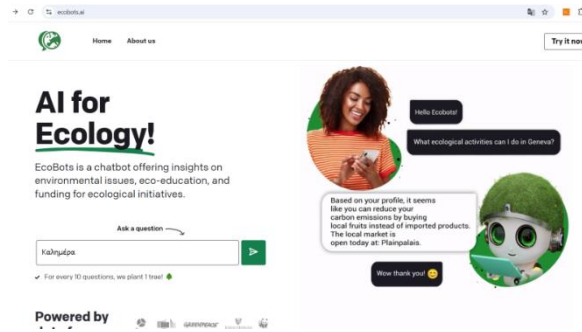 ecobots.ai
Home About us
Try it now
AI for
Ecology!
EcoBots is a chatbot offering insights on
environmental issues, eco-education, and
funding for ecological initiatives.
Ask a question
Καλημέρα
For every 10 questions, we plant 1 tree!
Powered by
Hello Ecobots!
What ecological activities can I do in Geneva?
Based on your profile, it seems
like you can reduce your
carbon emissions by buying
local fruits instead of imported products.
The local market is
open today at: Plainpalais.
Wow thank you! 😊
GREENPEACE